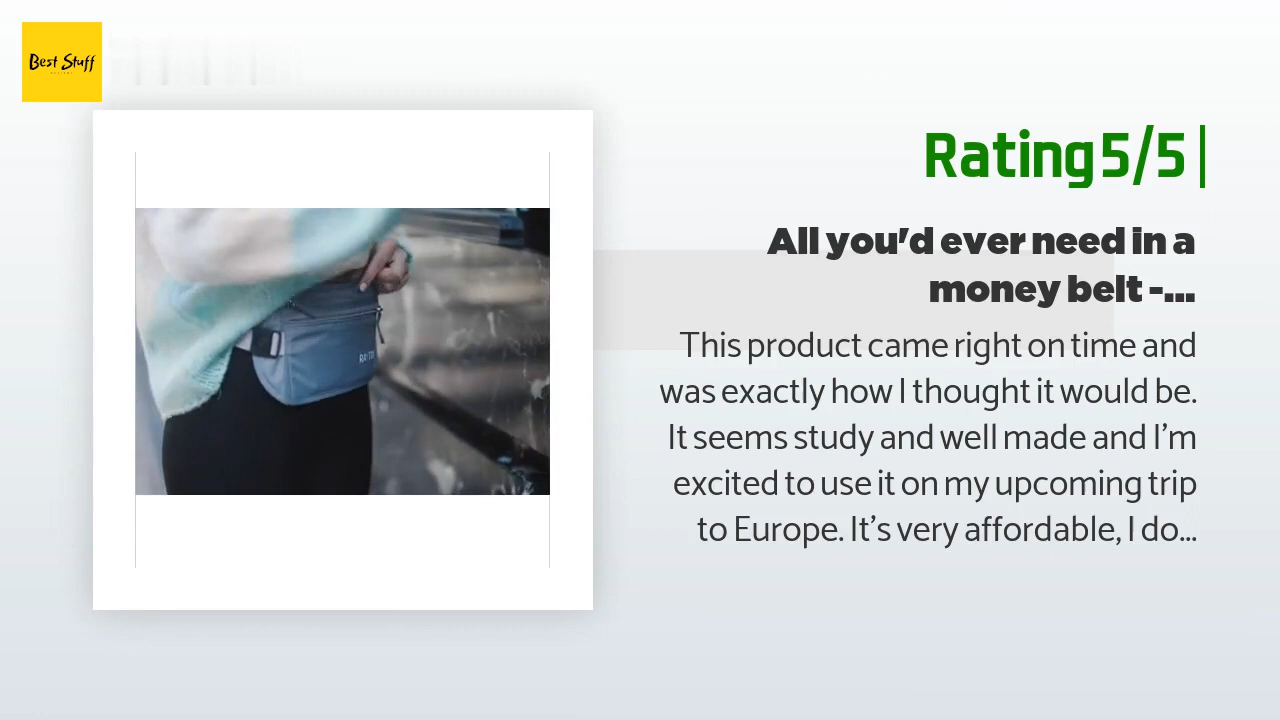 Best Stuff
Rating 5/5
All you'd ever need in a
money belt -...
This product came right on time and
was exactly how I thought it would be.
It seems study and well made and I'm
excited to use it on my upcoming trip
to Europe. It's very affordable, I do...